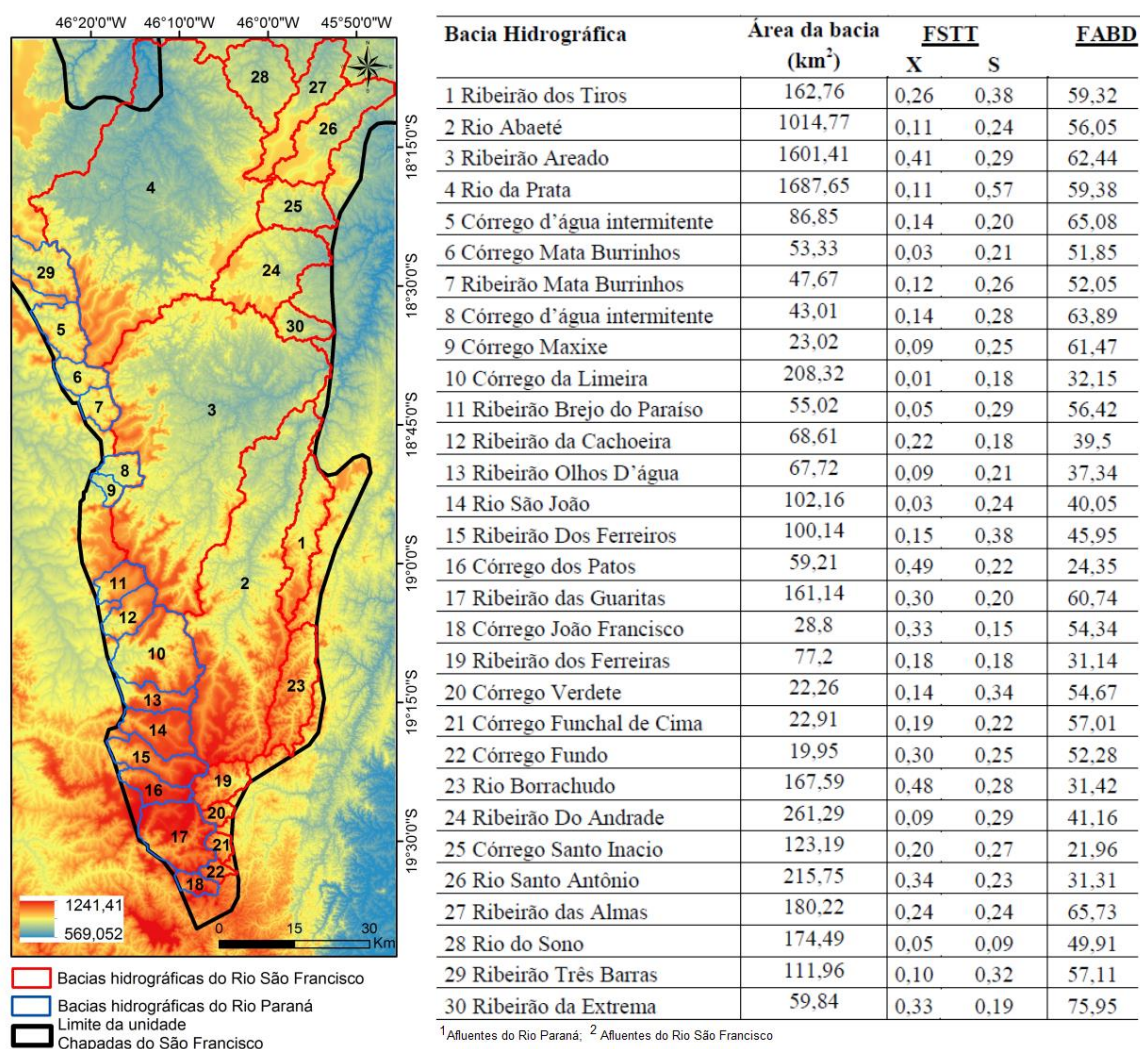 46°20'0"W 46°10'0"W 46°0'0"W 45°50'0"W
28
27
26
18°15'0"S
4
25
24
29
18°30'0"S
30
5
6
3
7
18°45'0"S
8
9
1
19°0'0"S
11
2
12
10
23
19°15'0"S
13
14
15
19
16
20
17
21
19°30'0"S
22
18
1241,41
569,052
0 15 30
Km
Bacias hidrográficas do Rio São Francisco
Bacias hidrográficas do Rio Paraná
Limite da unidade
Chapadas do São Francisco
Bacia Hidrográfica Área da bacia (km²) FSTT FABD
X S
1 Ribeirão dos Tiros 162,76 0,26 0,38 59,32
2 Rio Abaeté 1014,77 0,11 0,24 56,05
3 Ribeirão Areado 1601,41 0,41 0,29 62,44
4 Rio da Prata 1687,65 0,11 0,57 59,38
5 Córrego d’água intermitente 86,85 0,14 0,20 65,08
6 Córrego Mata Burrinhos 53,33 0,03 0,21 51,85
7 Ribeirão Mata Burrinhos 47,67 0,12 0,26 52,05
8 Córrego d’água intermitente 43,01 0,14 0,28 63,89
9 Córrego Maxixe 23,02 0,09 0,25 61,47
10 Córrego da Limeira 208,32 0,01 0,18 32,15
11 Ribeirão Brejo do Paraíso 55,02 0,05 0,29 56,42
12 Ribeirão da Cachoeira 68,61 0,22 0,18 39,5
13 Ribeirão Olhos D’água 67,72 0,09 0,21 37,34
14 Rio São João 102,16 0,03 0,24 40,05
15 Ribeirão Dos Ferreiros 100,14 0,15 0,38 45,95
16 Córrego dos Patos 59,21 0,49 0,22 24,35
17 Ribeirão das Guaritas 161,14 0,30 0,20 60,74
18 Córrego João Francisco 28,8 0,33 0,15 54,34
19 Ribeirão dos Ferreiras 77,2 0,18 0,18 31,14
20 Córrego Verdete 22,26 0,14 0,34 54,67
21 Córrego Funchal de Cima 22,91 0,19 0,22 57,01
22 Córrego Fundo 19,95 0,30 0,25 52,28
23 Rio Borrachudo 167,59 0,48 0,28 31,42
24 Ribeirão Do Andrade 261,29 0,09 0,29 41,16
25 Córrego Santo Inacio 123,19 0,20 0,27 21,96
26 Rio Santo Antônio 215,75 0,34 0,23 31,31
27 Ribeirão das Almas 180,22 0,24 0,24 65,73
28 Rio do Sono 174,49 0,05 0,09 49,91
29 Ribeirão Três Barras 111,96 0,10 0,32 57,11
30 Ribeirão da Extrema 59,84 0,33 0,19 75,95
1 Afluentes do Rio Paraná; 2 Afluentes do Rio São Francisco